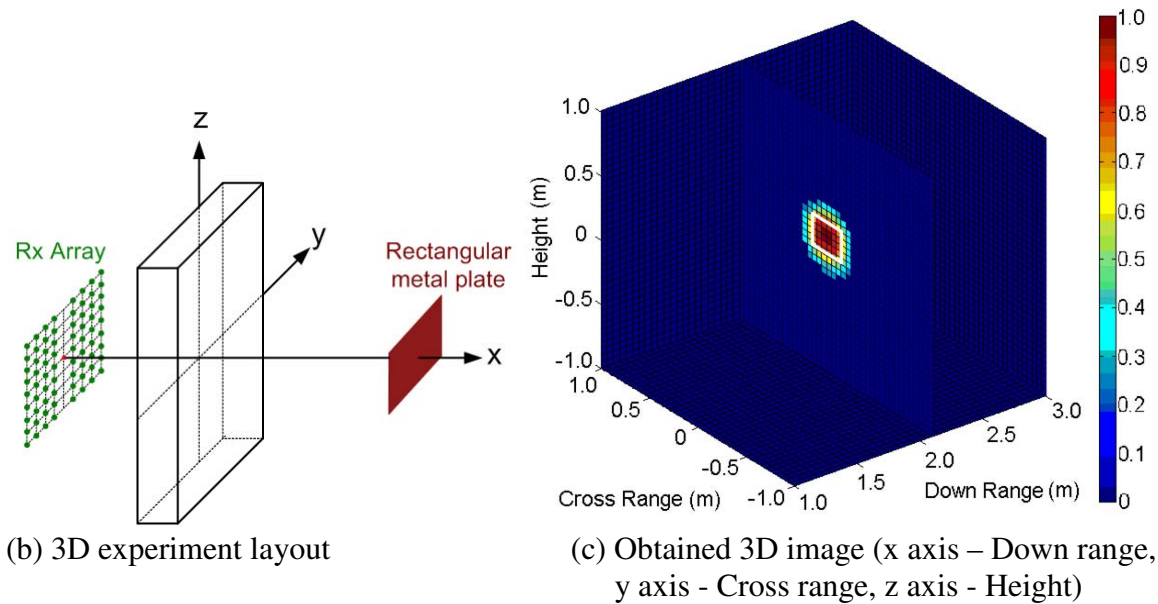 z
y
x
Rx Array
Rectangular
metal plate
(b) 3D experiment layout
1.0
0.5
0
-0.5
-1.0
Height (m)
1.0
0.5
0
-0.5
-1.0
Cross Range (m)
1.0
1.5
2.0
2.5
3.0
Down Range (m)
1.0
0.9
0.8
0.7
0.6
0.5
0.4
0.3
0.2
0.1
0
(c) Obtained 3D image (x axis – Down range,
y axis - Cross range, z axis - Height)